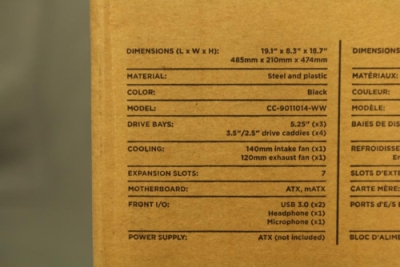 DIMENSIONS (L x W x H): 19.1" x 8.3" x 18.7"
485mm x 210mm x 474mm
MATERIAL: Steel and plastic
COLOR: Black
MODEL: CC-9011014-WW
DRIVE BAYS: 5.25" (x3)
3.5"/2.5" drive caddies (x4)
COOLING: 140mm intake fan (x1)
120mm exhaust fan (x1)
EXPANSION SLOTS: 7
MOTHERBOARD: ATX, mATX
FRONT I/O: USB 3.0 (x2)
Headphone (x1)
Microphone (x1)
POWER SUPPLY: ATX (not included)
DIMENSIONS
MATÉRIAUX:
COULEUR:
MODÈLE:
BAIES DE DIS
REFROIDISSE
En
SLOTS D'EXTE
CARTE MÈRE:
PORTS d'E/S
BLOC D'ALIME